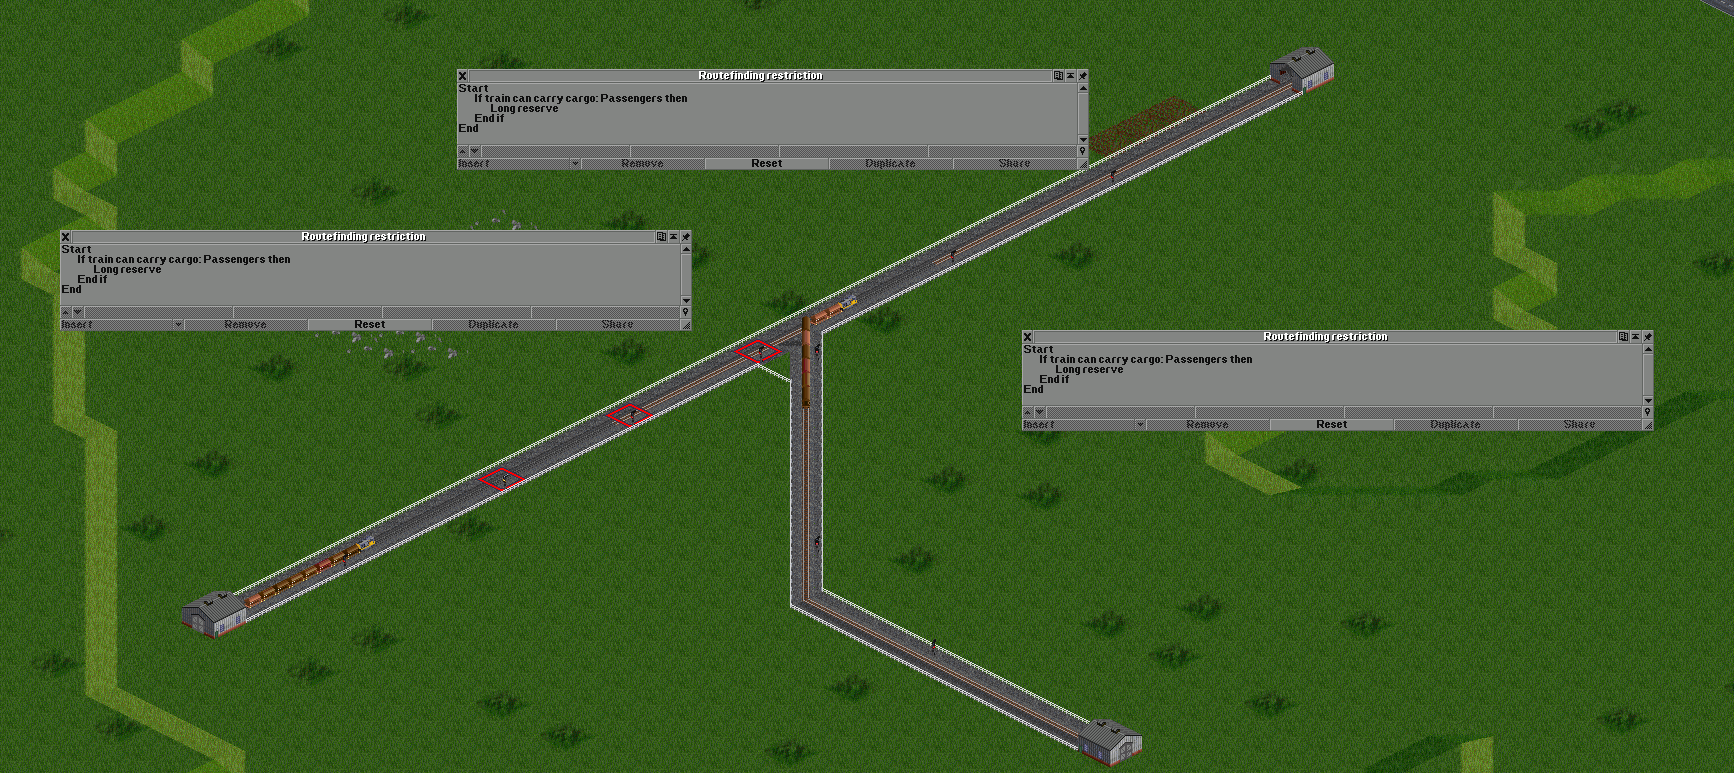 Routefinding restriction
Start
If train can carry cargo: Passengers then
Long reserve
End if
End
Insert Remove Reset Duplicate Share
Routefinding restriction
Start
If train can carry cargo: Passengers then
Long reserve
End if
End
Insert Remove Reset Duplicate Share
Routefinding restriction
Start
If train can carry cargo: Passengers then
Long reserve
End if
End
Insert Remove Reset Duplicate Share